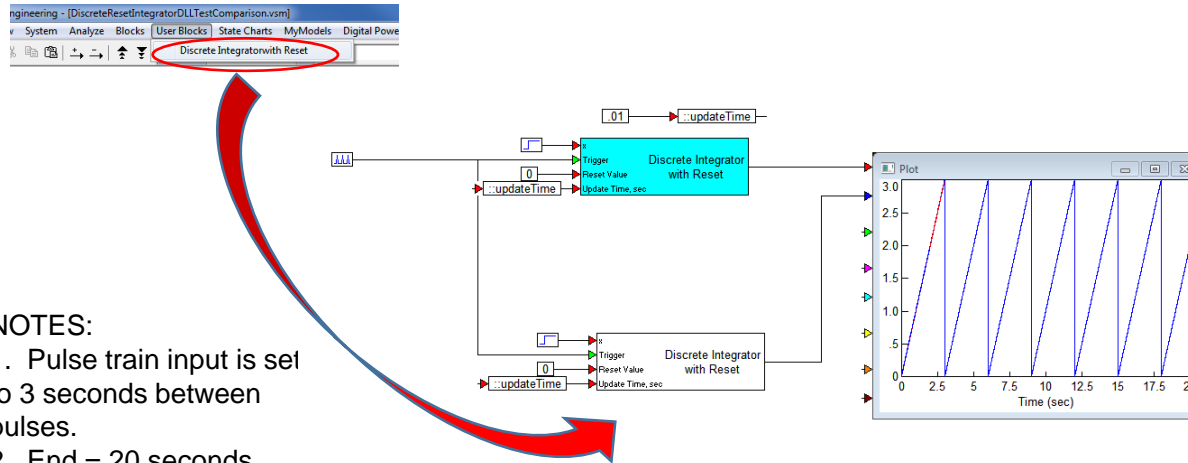 ngineering - [DiscreteResetIntegratorDLLTestComparison.vsm]
System Analyze Blocks User Blocks State Charts MyModels Digital Powe
Discrete Integratorwith Reset
.01
::updateTime
x
Trigger
Reset Value
Update Time, sec
Discrete Integrator
with Reset
0
::updateTime
Plot
3.0
2.5
2.0
1.5
1.0
.5
0
0 2.5 5 7.5 10 12.5 15 17.5 2
Time (sec)
x
Trigger
Reset Value
Update Time, sec
Discrete Integrator
with Reset
0
::updateTime
NOTES:
. Pulse train input is set
o 3 seconds between
pulses.
2. End = 20 seconds